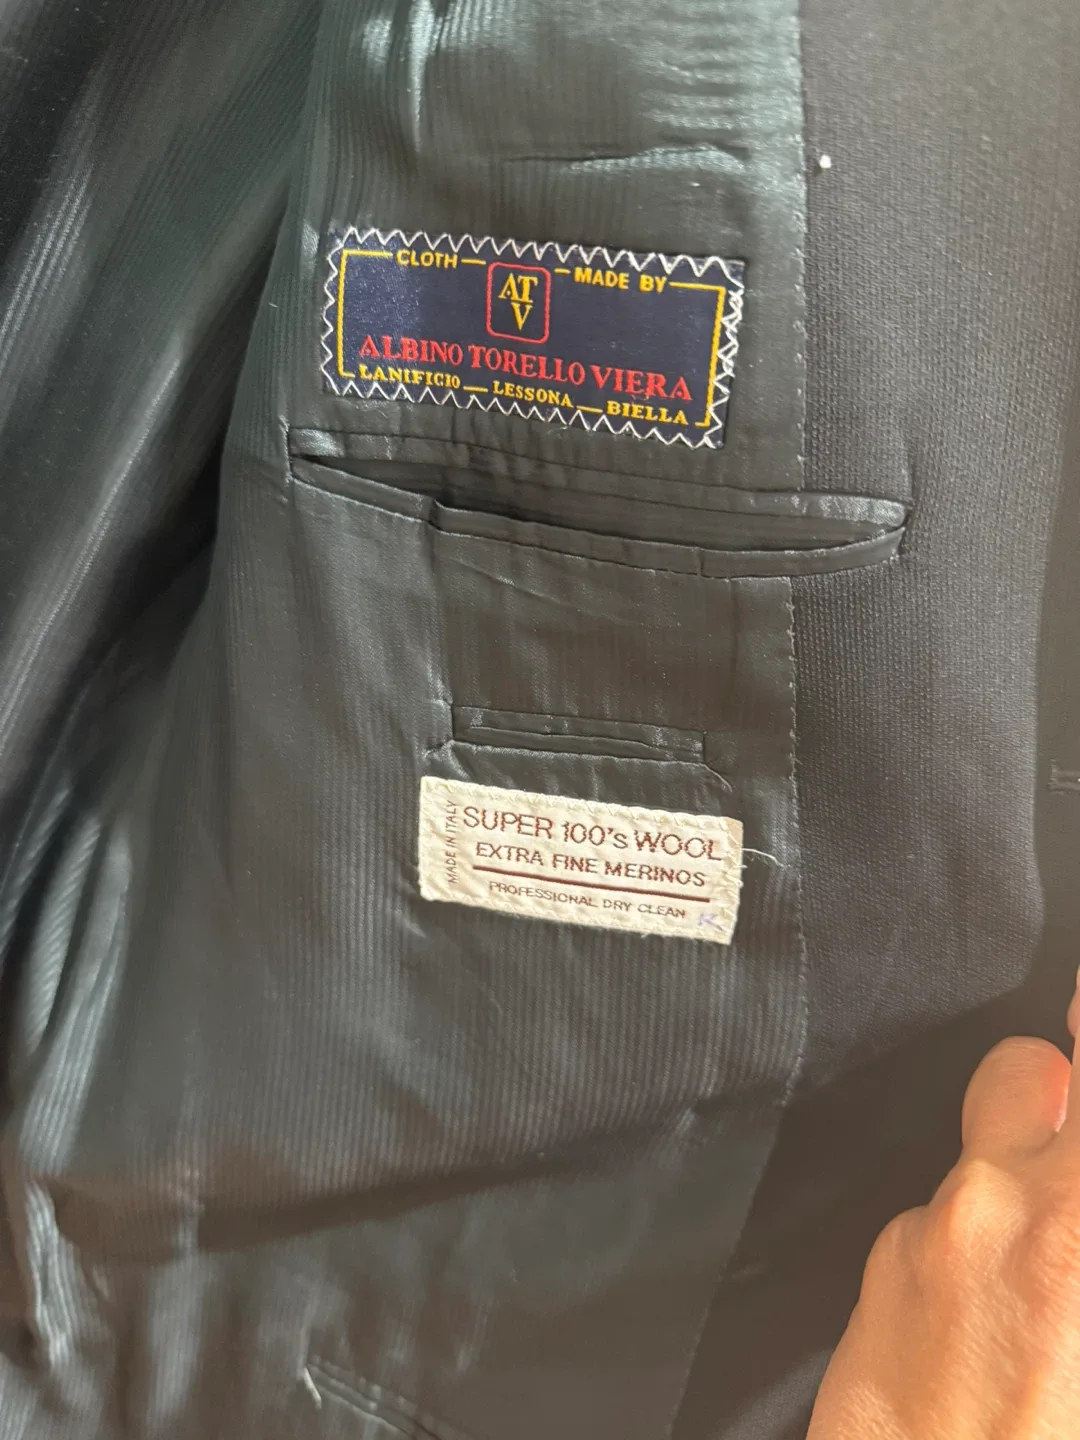 CLOTH
MADE BY
ATV
ALBINO TORELLO VIERA
LANIFICIO — LESSONA — BIELLA
MADE IN ITALY
SUPER 100's WOOL
EXTRA FINE MERINOS
PROFESSIONAL DRY CLEAN